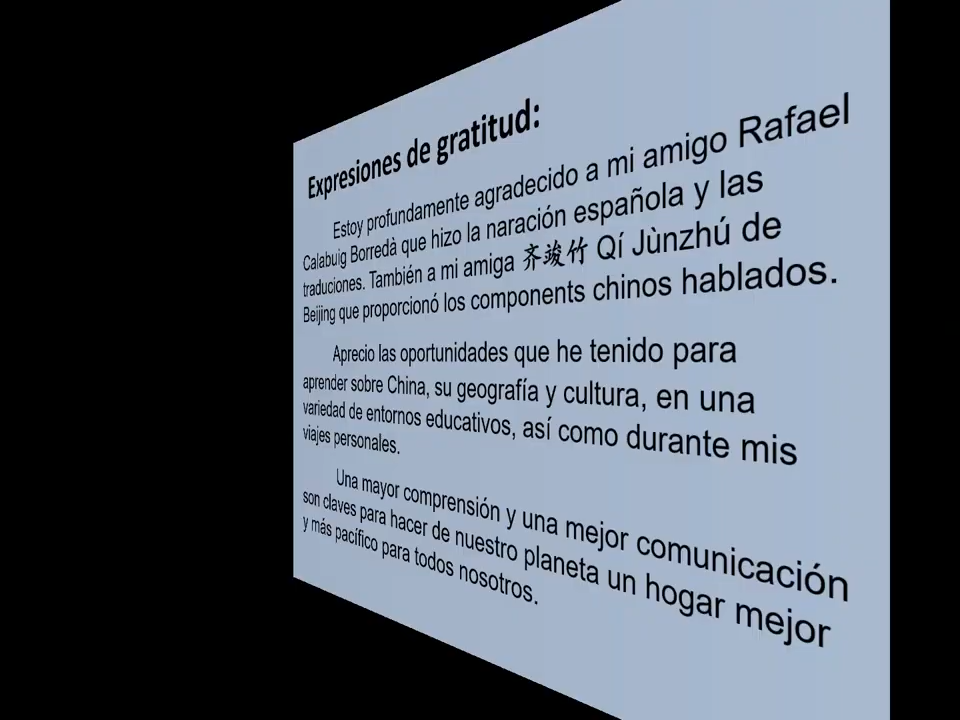 Expresiones de gratitud:
Estoy profundamente agradecido a mi amigo Rafael
Calabuig Borredà que hizo la naración española y las
traduciones. También a mi amiga 齐竣竹 Qí Jùnzhú de
Beijing que proporcionó los components chinos hablados.
Aprecio las oportunidades que he tenido para
aprender sobre China, su geografía y cultura, en una
variedad de entornos educativos, así como durante mis
viajes personales.
Una mayor comprensión y una mejor comunicación
son claves para hacer de nuestro planeta un hogar mejor
y más pacífico para todos nosotros.